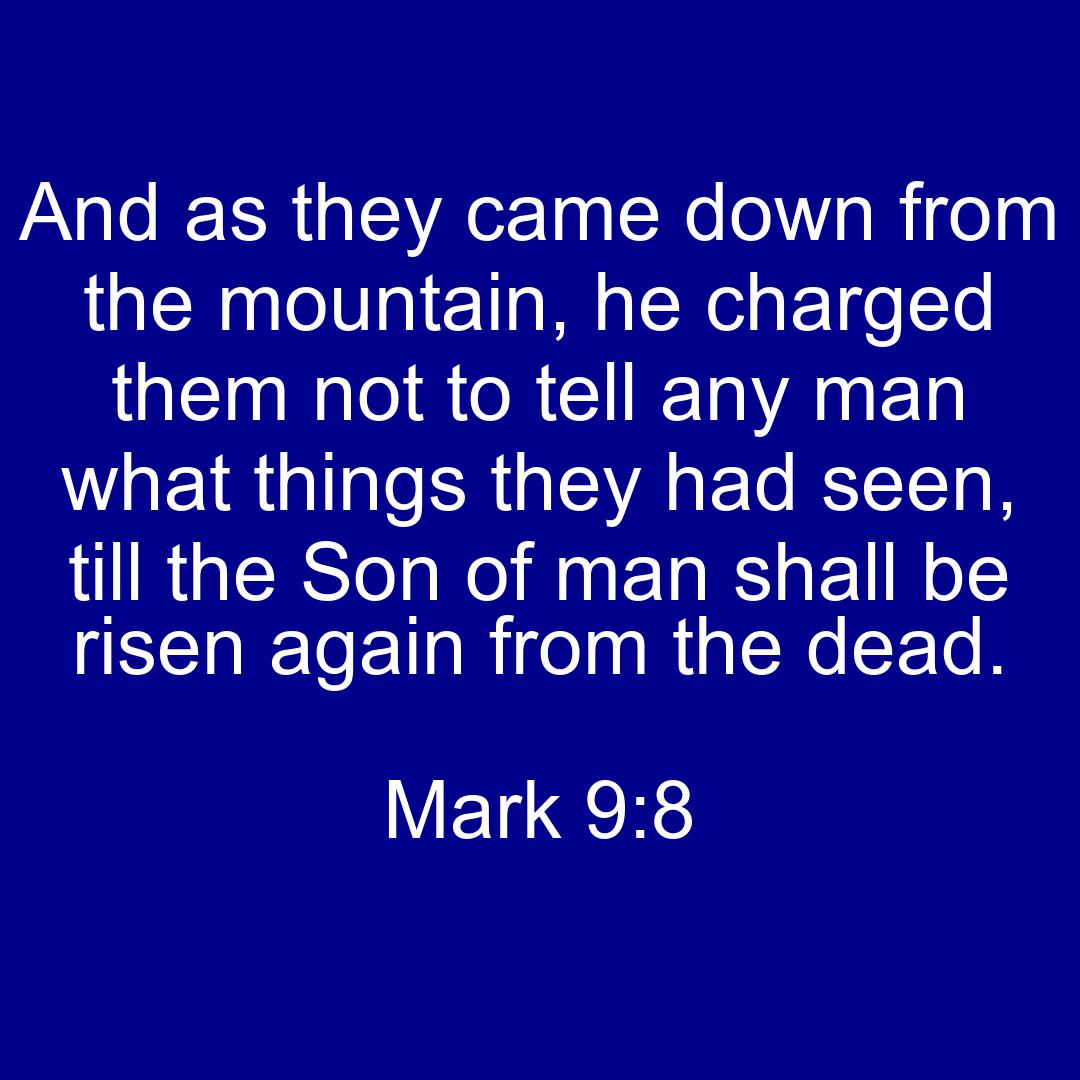 And as they came down from
the mountain, he charged
them not to tell any man
what things they had seen,
till the Son of man shall be
risen again from the dead.
Mark 9:8